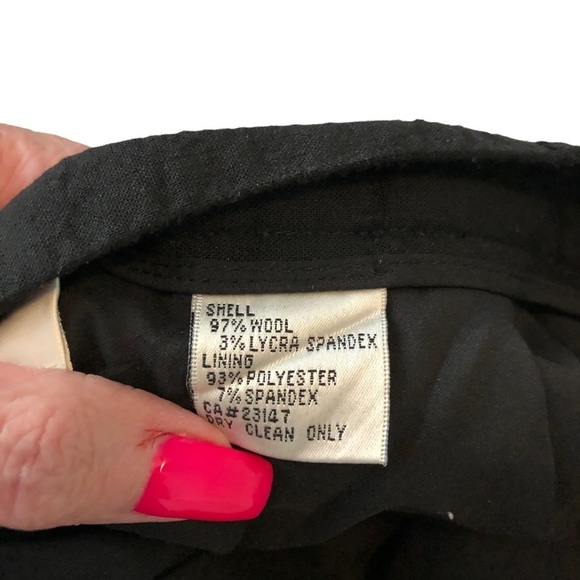 SHELL
97% WOOL
3% LYCRA SPANDEX
LINING
93% POLYESTER
7% SPANDEX
CA#23147
DRY CLEAN ONLY